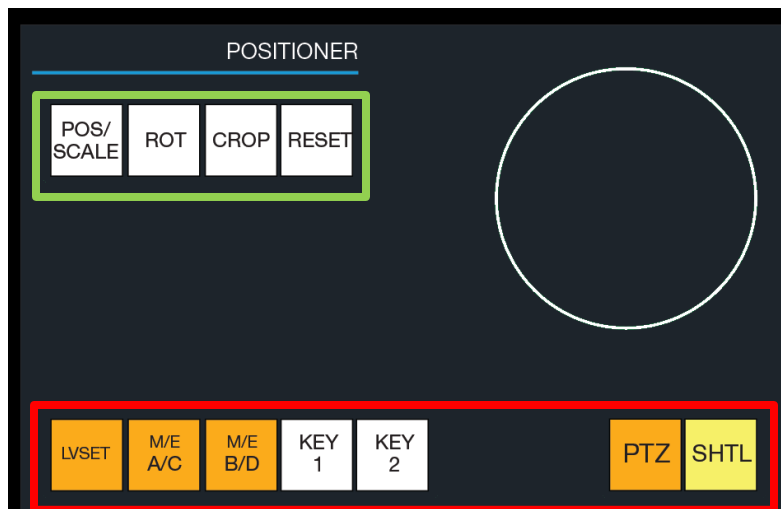 POSITIONER
POS/
SCALE
ROT
CROP
RESET
LVSET
M/E
A/C
M/E
B/D
KEY
1
KEY
2
PTZ
SHTL